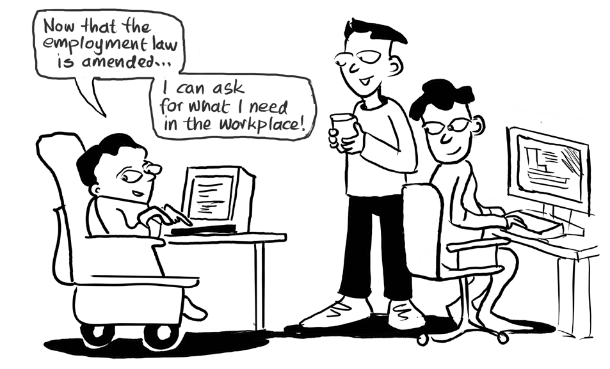 Now that the
employment law
is amended...
I can ask
for what I need
in the workplace!